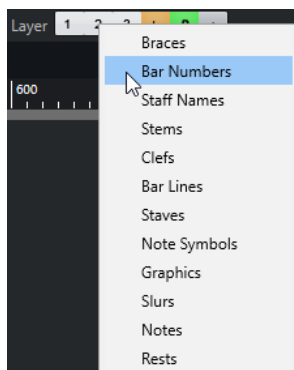 Layer 1 2
600
Braces
Bar Numbers
Staff Names
Stems
Clefs
Bar Lines
Staves
Note Symbols
Graphics
Slurs
Notes
Rests